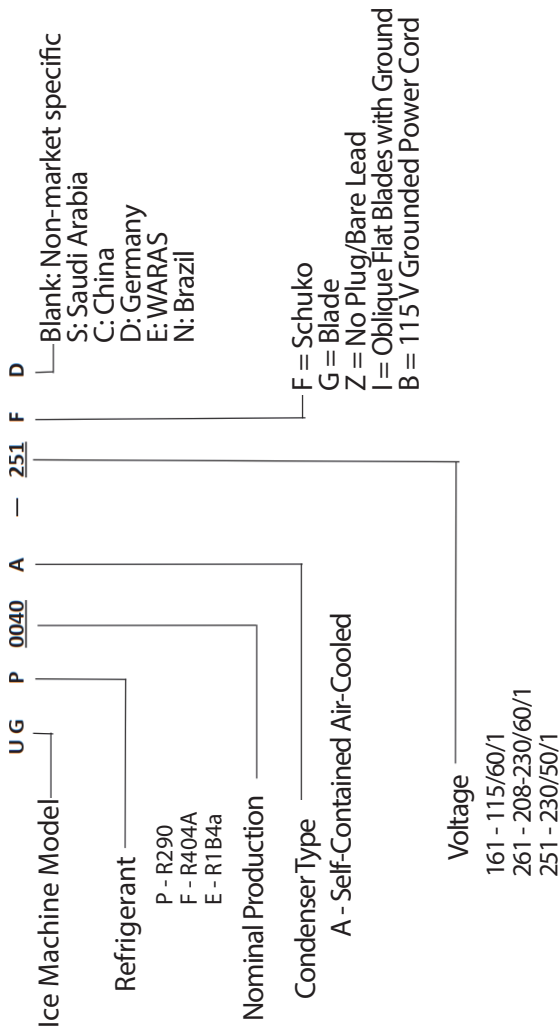 UG P 0040 A — 251 F D
Ice Machine Model
Refrigerant
P - R290
F - R404A
E - R1B4a
Nominal Production
Condenser Type
A - Self-Contained Air-Cooled
Voltage
161 - 115/60/1
261 - 208-230/60/1
251 - 230/50/1
F = Schuko
G = Blade
Z = No Plug/Bare Lead
I = Oblique Flat Blades with Ground
B = 115 V Grounded Power Cord
Blank: Non-market specific
S: Saudi Arabia
C: China
D: Germany
E: WARAS
N: Brazil